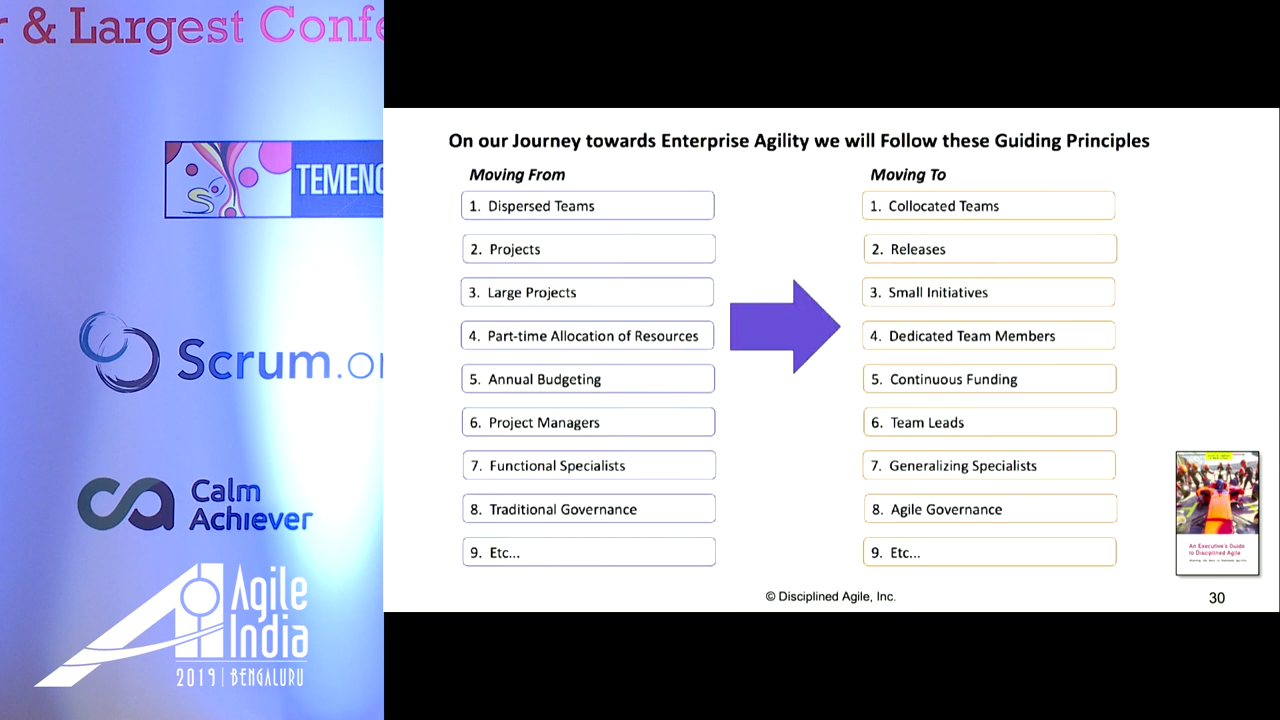 r & Largest Confe
TEMENO
Scrum.or
Calm
Achiever
Agile
India
2019 | BENGALURU
On our Journey towards Enterprise Agility we will Follow these Guiding Principles
Moving From
1. Dispersed Teams
2. Projects
3. Large Projects
4. Part-time Allocation of Resources
5. Annual Budgeting
6. Project Managers
7. Functional Specialists
8. Traditional Governance
9. Etc...
Moving To
1. Collocated Teams
2. Releases
3. Small Initiatives
4. Dedicated Team Members
5. Continuous Funding
6. Team Leads
7. Generalizing Specialists
8. Agile Governance
9. Etc...
An Executive's Guide
to Disciplined Agile
© Disciplined Agile, Inc.
30